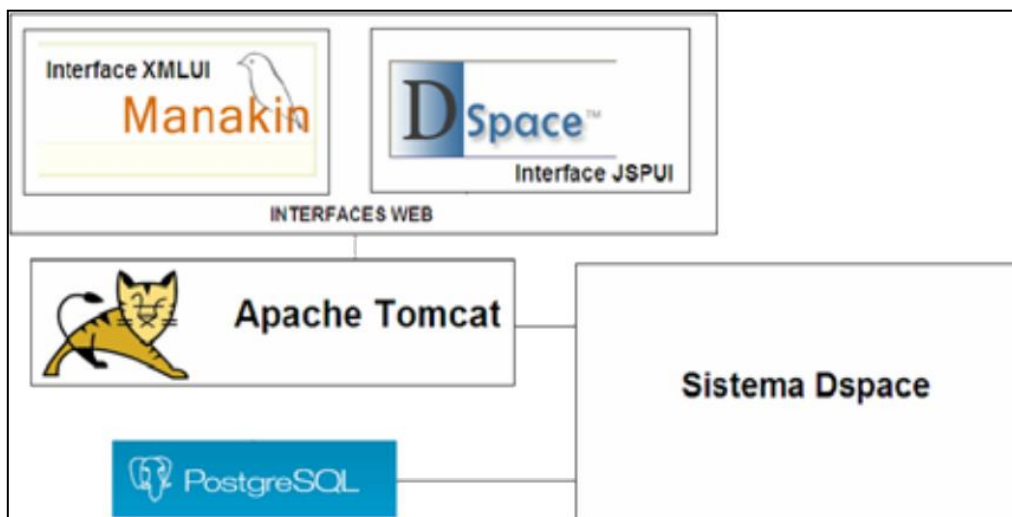 Interface XMLUI
Manakin
DSpace™
Interface JSPUI
INTERFACES WEB
Apache Tomcat
Sistema Dspace
PostgreSQL